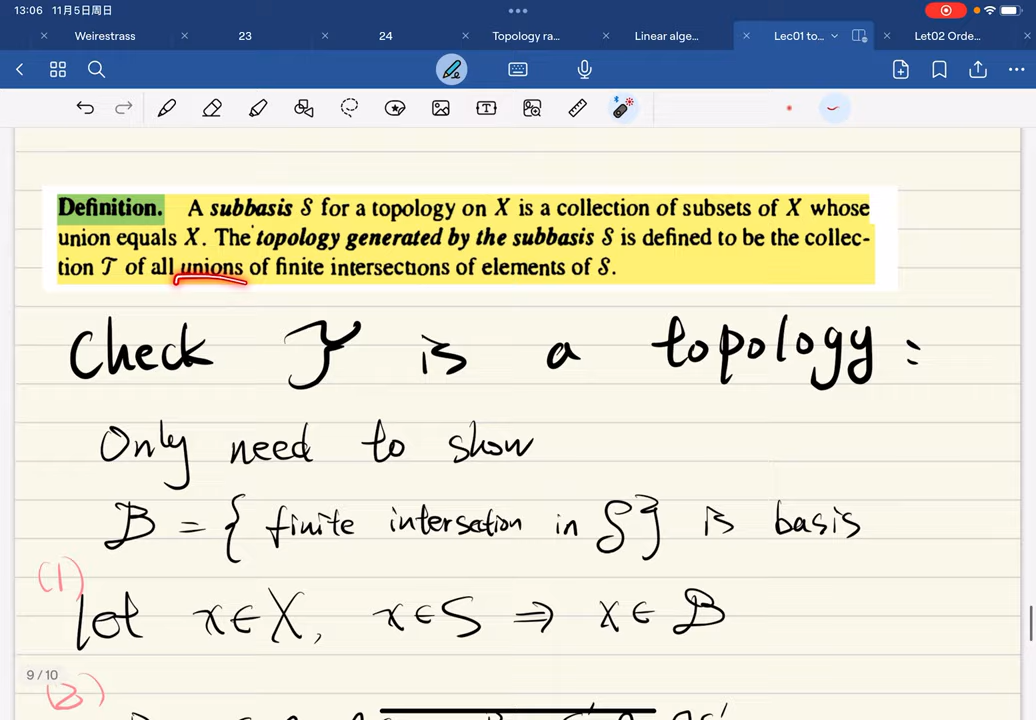 13:06 11月5日周日
Weirestrass 23 24 Topology ra... Linear alge... Lec01 to... Let02 Orde...
Definition. A subbasis S for a topology on X is a collection of subsets of X whose
union equals X. The topology generated by the subbasis S is defined to be the collec-
tion T of all unions of finite intersections of elements of S.
Check T is a topology:
Only need to show
B = { finite intersection in S } is basis
(1)
let x∈X, x∈S ⇒ x∈B
9/10
(2)